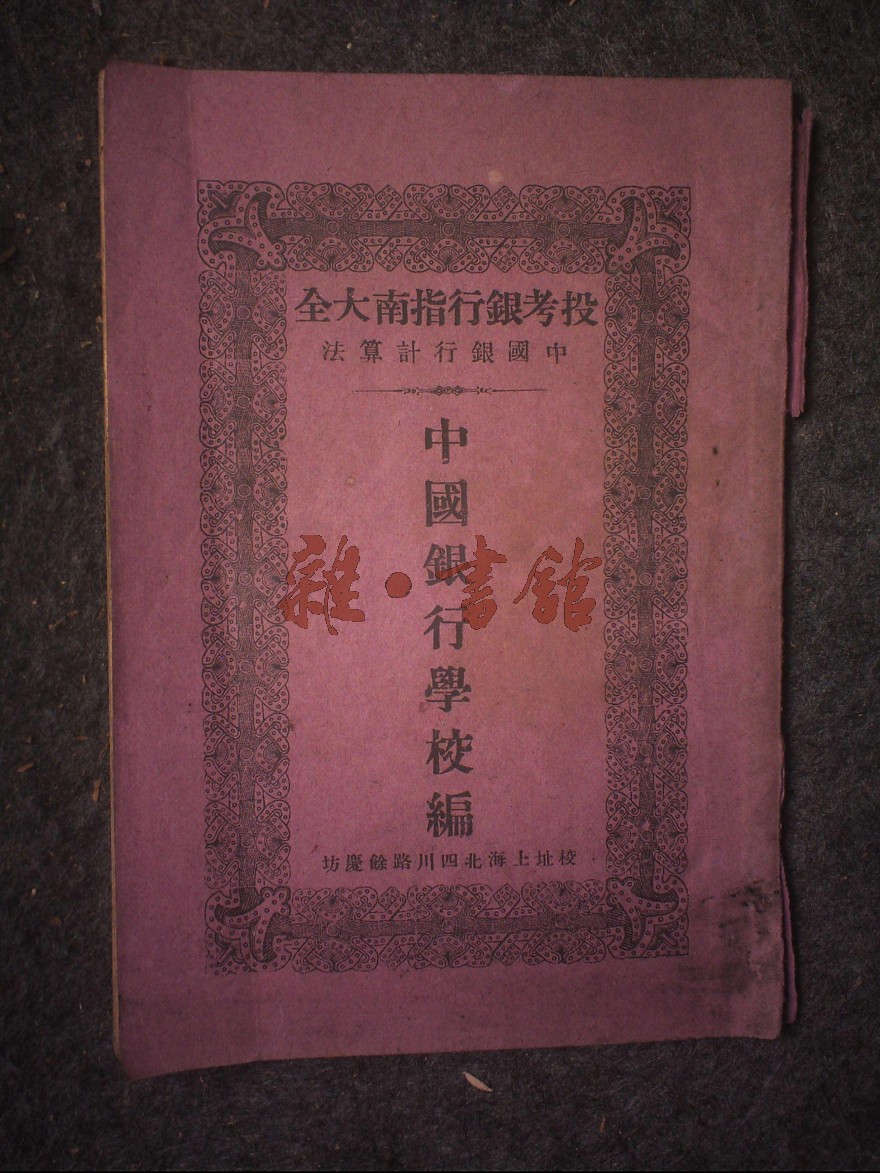 投考銀行指南大全
中國銀行計算法
中國銀行學校編
校址上海北四川路餘慶坊
雜·書館